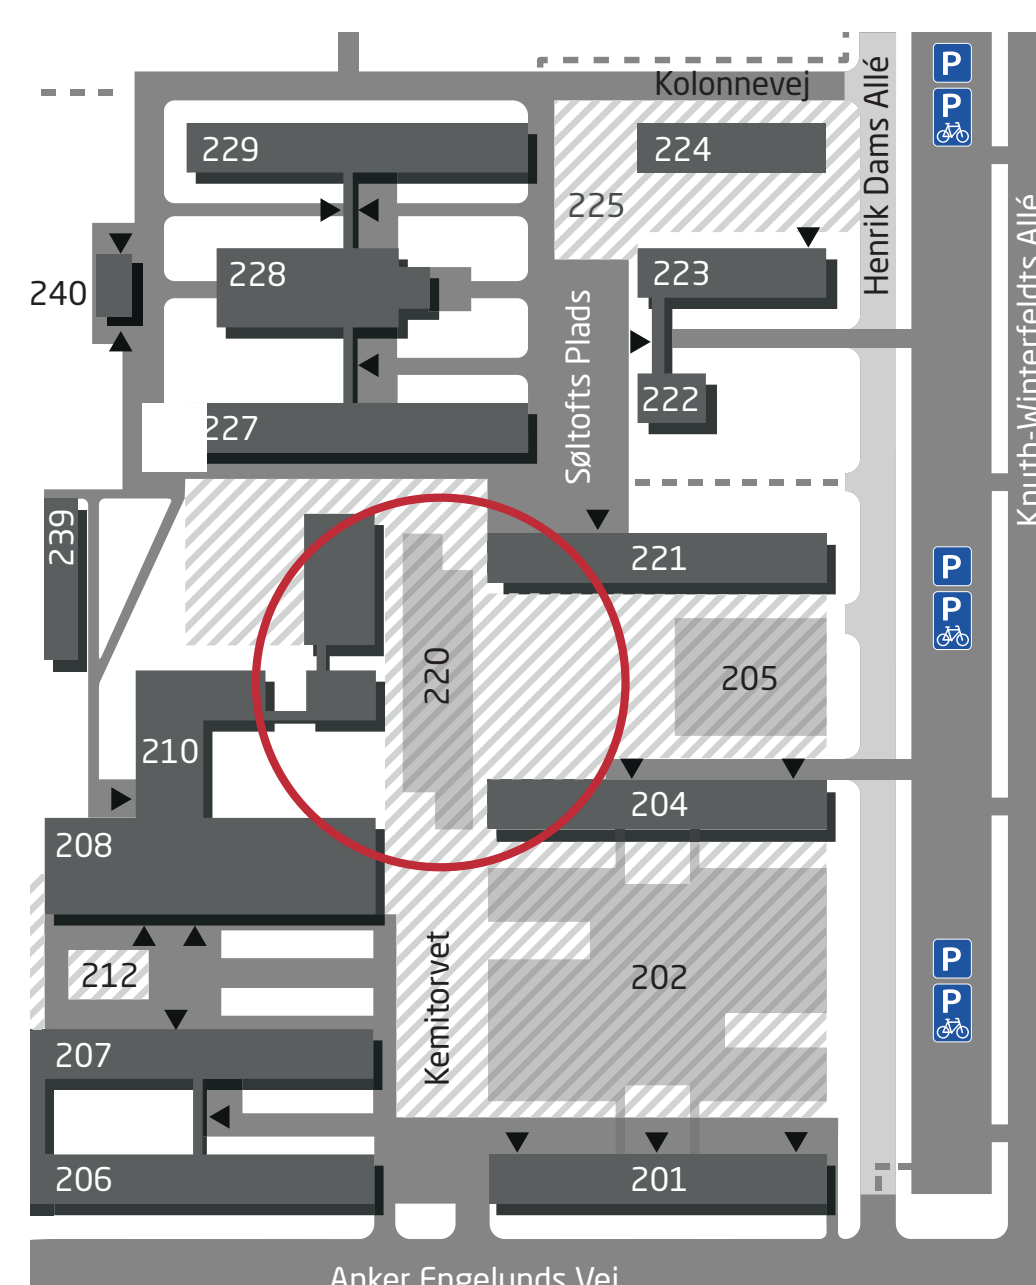 Kolonnevej
Henrik Dams Allé
Knuth-Winterfeldts Allé
P
P
229
224
225
228
223
240
Søltofts Plads
222
227
239
221
P
P
220
205
210
204
208
202
212
P
P
Kemitorvet
207
206
201
Anker Engelunds Vej